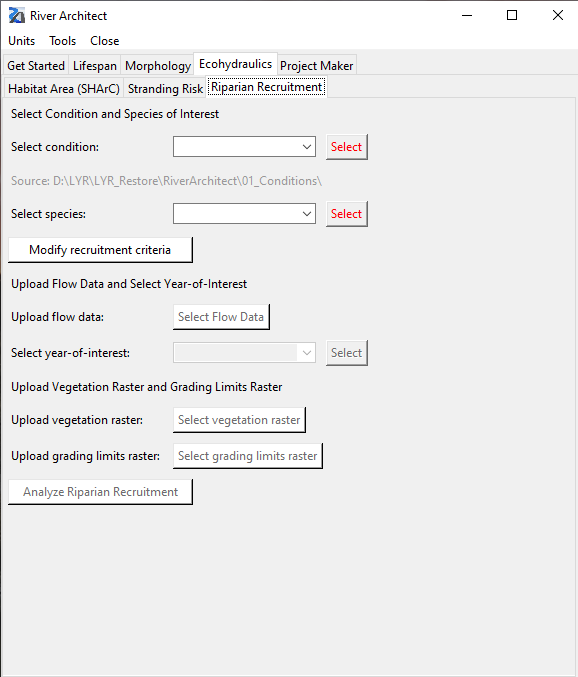 River Architect
Units Tools Close
Get Started Lifespan Morphology Ecohydraulics Project Maker
Habitat Area (SHArC) Stranding Risk Riparian Recruitment
Select Condition and Species of Interest
Select condition: Select
Source: D:\LYR\LYR_Restore\RiverArchitect\01_Conditions\
Select species: Select
Modify recruitment criteria
Upload Flow Data and Select Year-of-Interest
Upload flow data: Select Flow Data
Select year-of-interest: Select
Upload Vegetation Raster and Grading Limits Raster
Upload vegetation raster: Select vegetation raster
Upload grading limits raster: Select grading limits raster
Analyze Riparian Recruitment